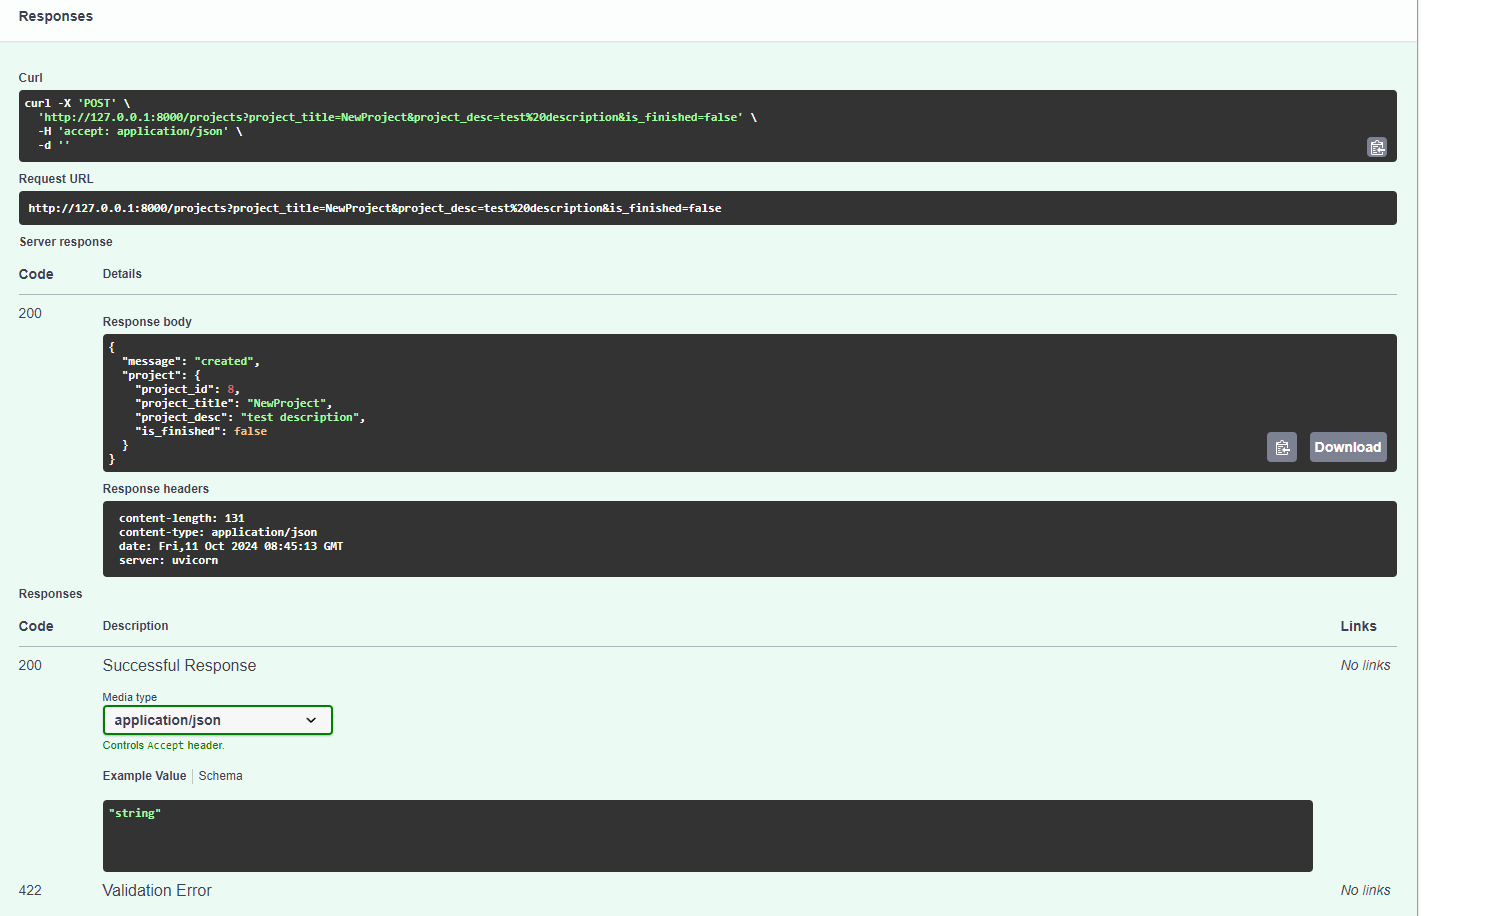 Responses
Curl
curl -X 'POST' \
  'http://127.0.0.1:8000/projects?project_title=NewProject&project_desc=test%20description&is_finished=false' \
  -H 'accept: application/json' \
  -d ''
Request URL
http://127.0.0.1:8000/projects?project_title=NewProject&project_desc=test%20description&is_finished=false
Server response
Code Details
200
Response body
{
  "message": "created",
  "project": {
    "project_id": 8,
    "project_title": "NewProject",
    "project_desc": "test description",
    "is_finished": false
  }
}
Download
Response headers
content-length: 131
content-type: application/json
date: Fri,11 Oct 2024 08:45:13 GMT
server: uvicorn
Responses
Code Description Links
200 Successful Response No links
Media type
application/json
Controls Accept header.
Example Value Schema
"string"
422 Validation Error No links